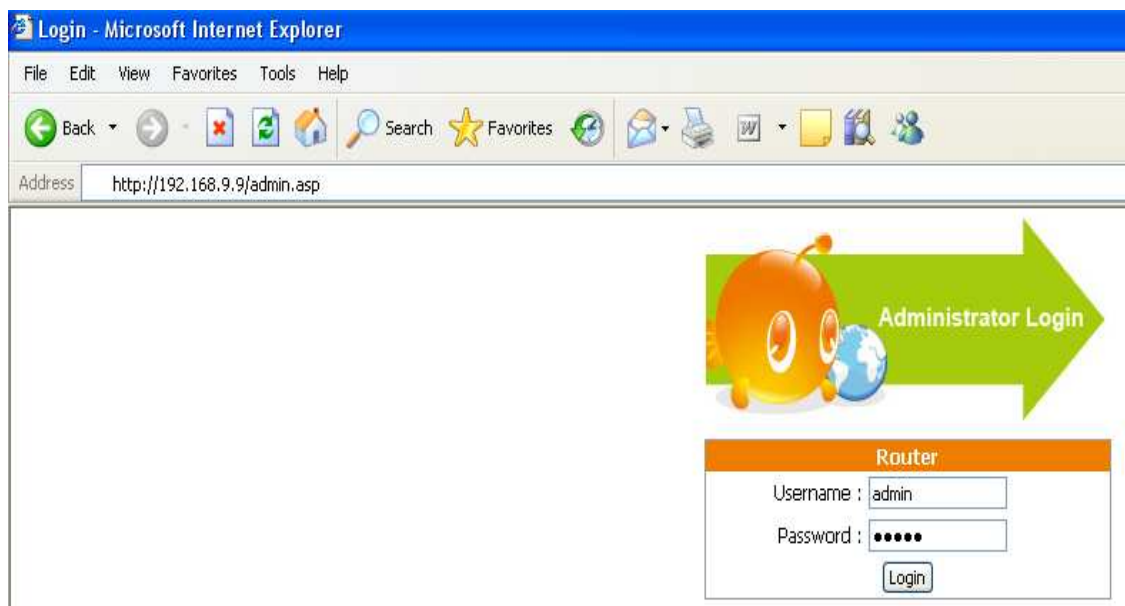 Login - Microsoft Internet Explorer
File Edit View Favorites Tools Help
Back Search Favorites
Address http://192.168.9.9/admin.asp
Administrator Login
Router
Username : admin
Password : •••••
Login